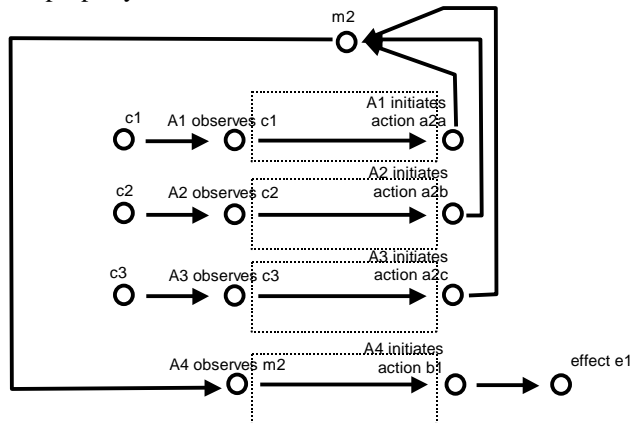 m2
A1 initiates
action a2a
c1
A1 observes c1
A2 initiates
action a2b
c2
A2 observes c2
A3 initiates
action a2c
c3
A3 observes c3
A4 initiates
action b1
A4 observes m2
effect e1